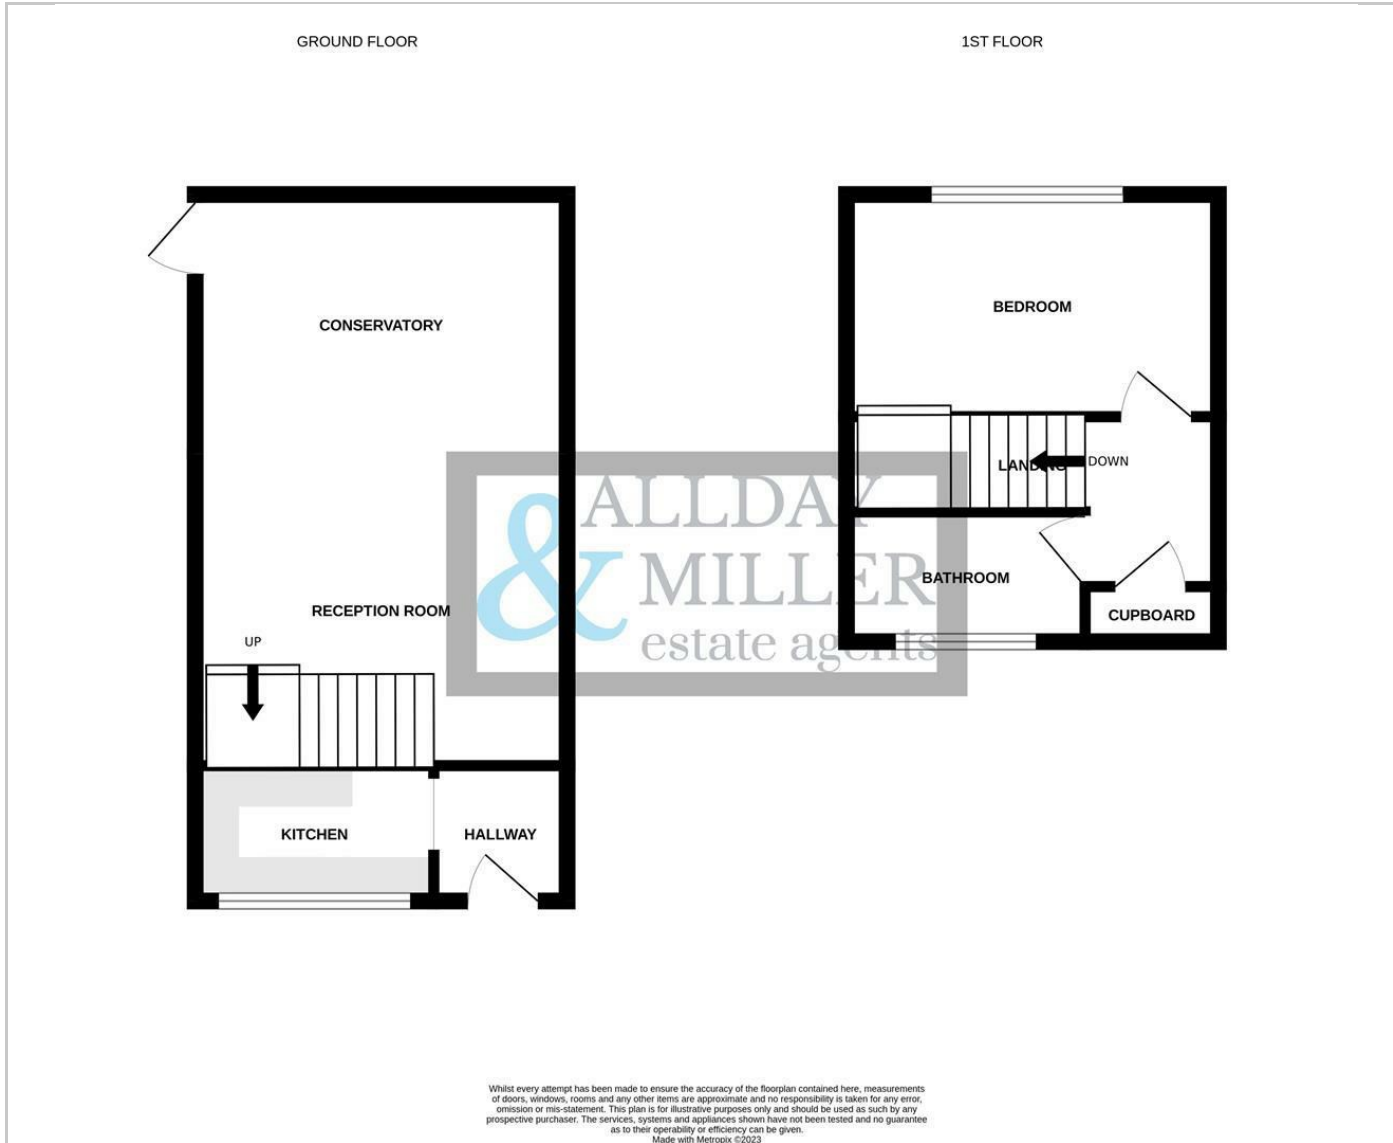 GROUND FLOOR
1ST FLOOR
CONSERVATORY
BEDROOM
LANDING
DOWN
ALLDAY
& MILLER
estate agents
BATHROOM
CUPBOARD
RECEPTION ROOM
UP
KITCHEN
HALLWAY
Whilst every attempt has been made to ensure the accuracy of the floorplan contained here, measurements
of doors, windows, rooms and any other items are approximate and no responsibility is taken for any error,
omission or mis-statement. This plan is for illustrative purposes only and should be used as such by any
prospective purchaser. The services, systems and appliances shown have not been tested and no guarantee
as to their operability or efficiency can be given.
Made with Metropix ©2023